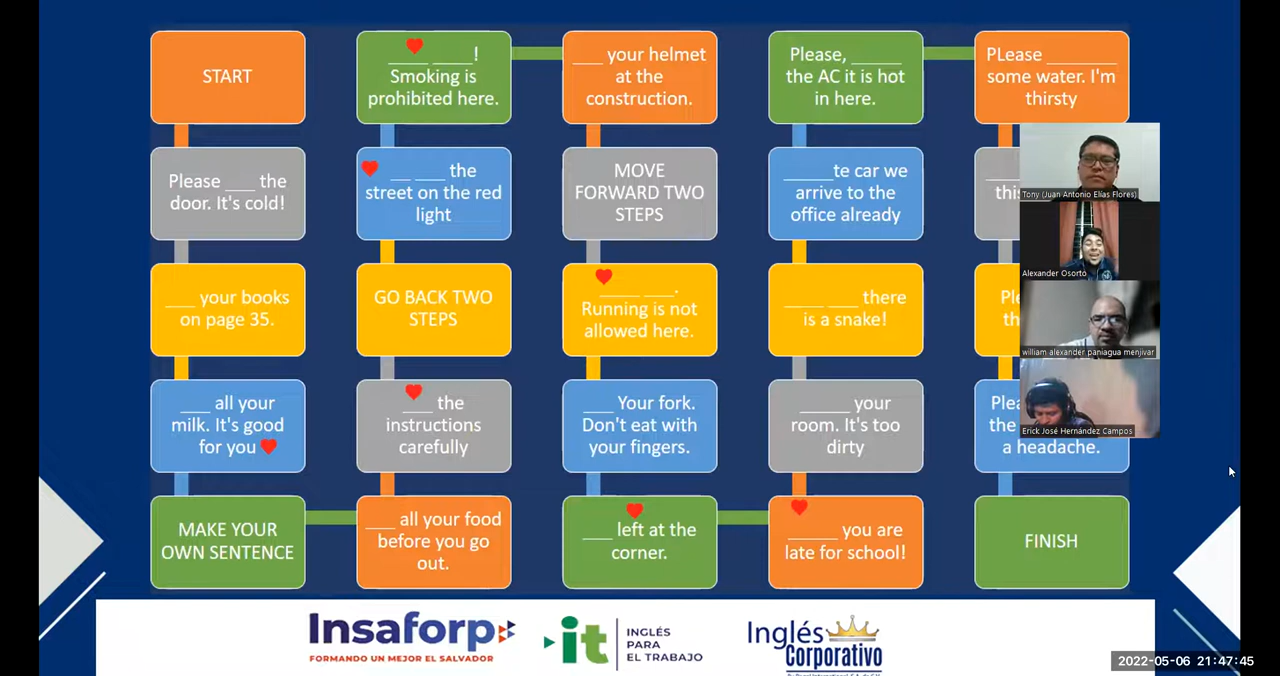 START
____ ____!
Smoking is
prohibited here.
___ your helmet
at the
construction.
Please, _____
the AC it is hot
in here.
PLease ________
some water. I'm
thirsty
Please ___ the
door. It's cold!
__ ___ the
street on the red
light
MOVE
FORWARD TWO
STEPS
_____te car we
arrive to the
office already
___ your books
on page 35.
GO BACK TWO
STEPS
____ ___.
Running is not
allowed here.
____ ___ there
is a snake!
___ all your
milk. It's good
for you
___ the
instructions
carefully
___ Your fork.
Don't eat with
your fingers.
_____ your
room. It's too
dirty
a headache.
MAKE YOUR
OWN SENTENCE
___ all your food
before you go
out.
___ left at the
corner.
_____ you are
late for school!
FINISH
Tony (Juan Antonio Elías Flores)
Alexander Osorto
william alexander paniagua menjivar
Erick José Hernández Campos
Insaforp
FORMANDO UN MEJOR EL SALVADOR
it
INGLÉS
PARA
EL TRABAJO
Inglés
Corporativo
2022-05-06 21:47:45